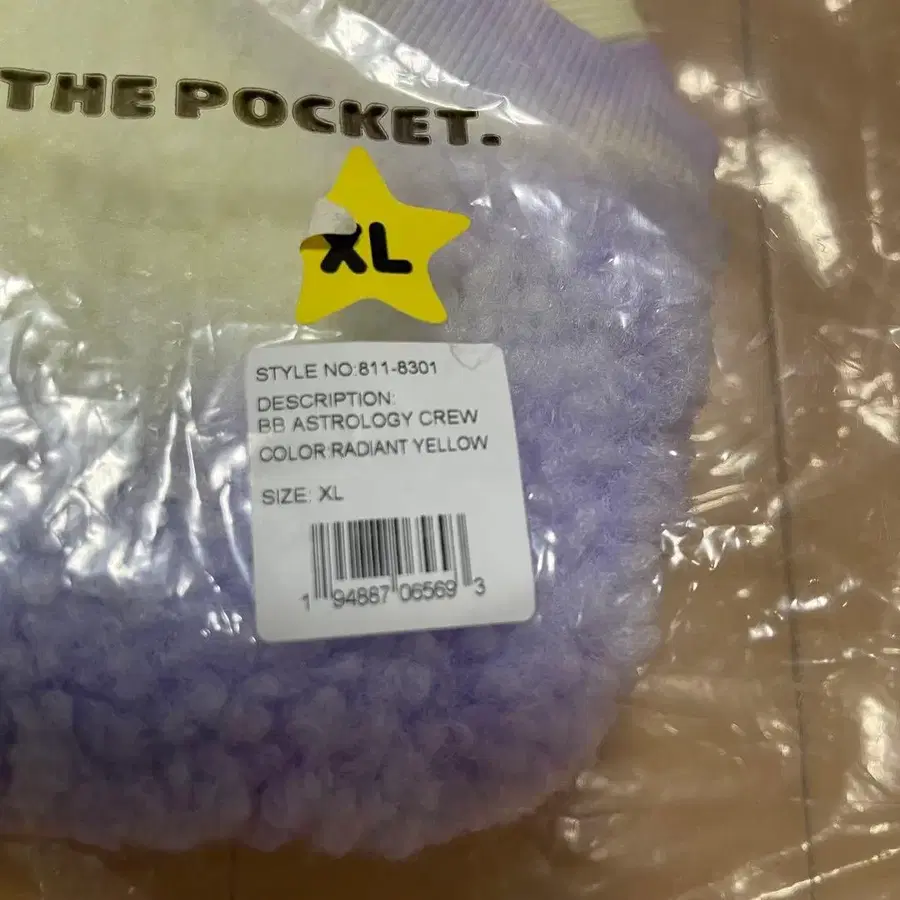 THE POCKET.
XL
STYLE NO:811-8301
DESCRIPTION:
BB ASTROLOGY CREW
COLOR:RADIANT YELLOW
SIZE: XL
1 94887 06569 3